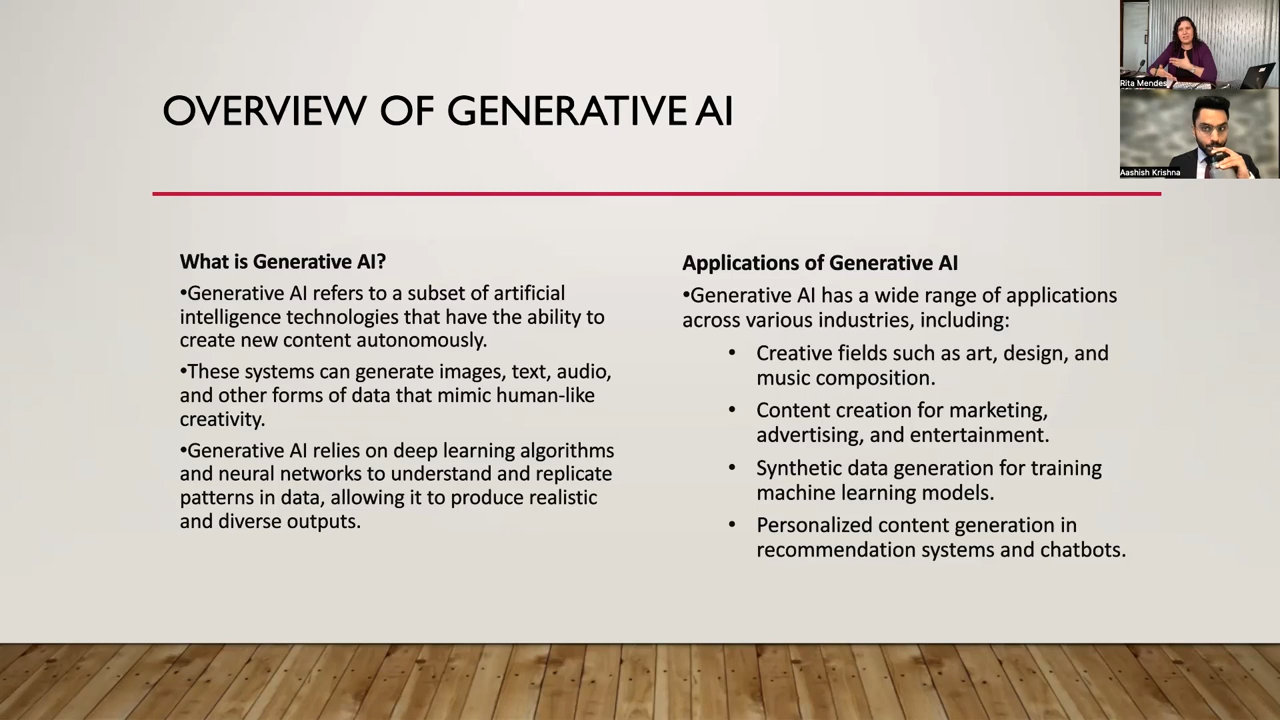 OVERVIEW OF GENERATIVE AI
What is Generative AI?
•Generative AI refers to a subset of artificial
intelligence technologies that have the ability to
create new content autonomously.
•These systems can generate images, text, audio,
and other forms of data that mimic human-like
creativity.
•Generative AI relies on deep learning algorithms
and neural networks to understand and replicate
patterns in data, allowing it to produce realistic
and diverse outputs.
Applications of Generative AI
•Generative AI has a wide range of applications
across various industries, including:
• Creative fields such as art, design, and
music composition.
• Content creation for marketing,
advertising, and entertainment.
• Synthetic data generation for training
machine learning models.
• Personalized content generation in
recommendation systems and chatbots.
Rita Mendes
Aashish Krishna